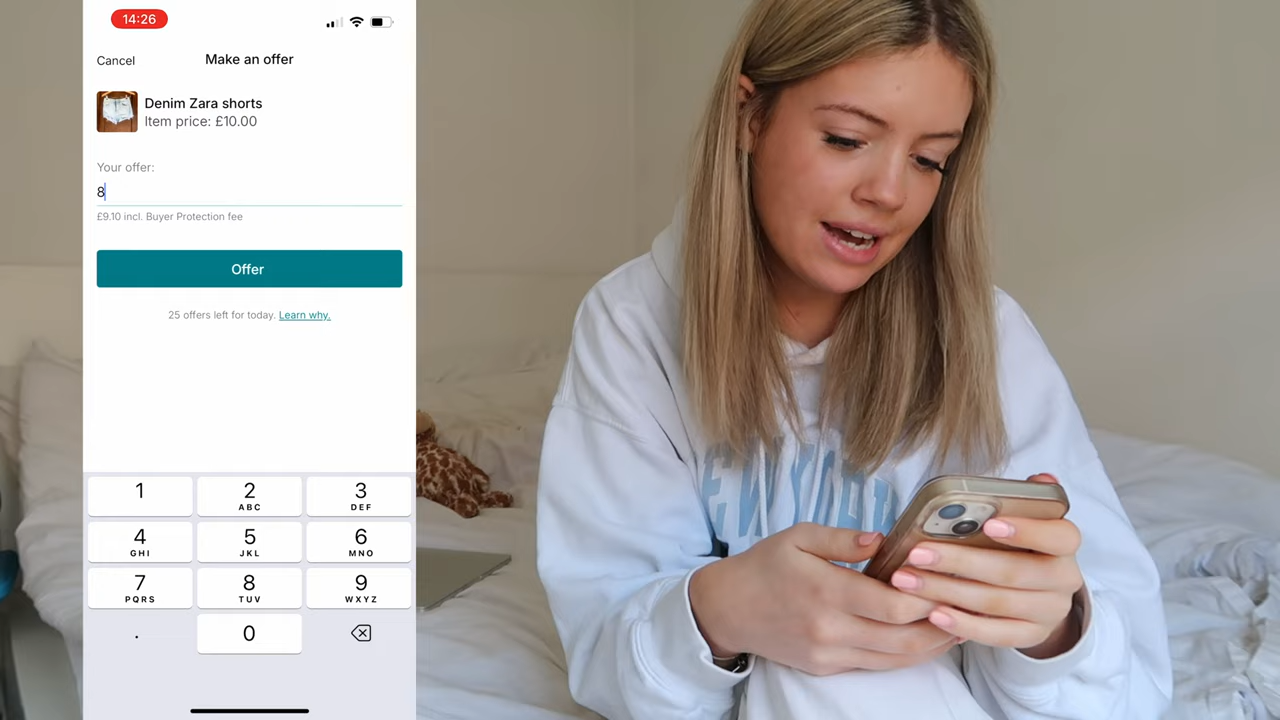 14:26
Cancel
Make an offer
Denim Zara shorts
Item price: £10.00
Your offer:
8
£9.10 incl. Buyer Protection fee
Offer
25 offers left for today. Learn why.
1
2
ABC
3
DEF
4
GHI
5
JKL
6
MNO
7
PQRS
8
TUV
9
WXYZ
.
0